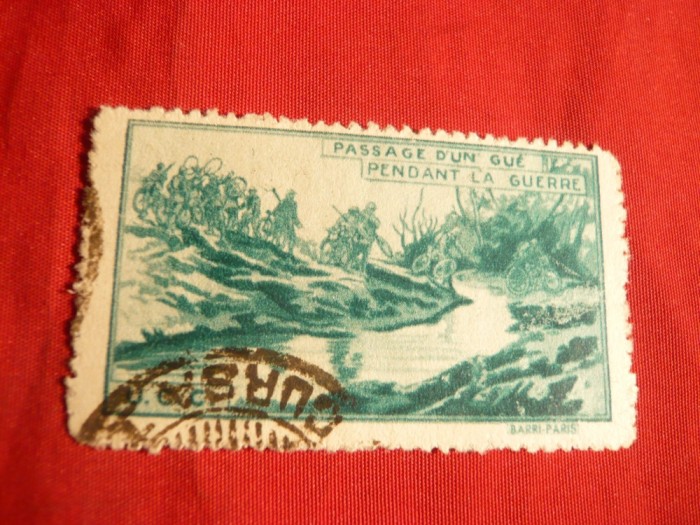 PASSAGE D'UN GUÉ
PENDANT LA GUERRE
BARRI-PARIS